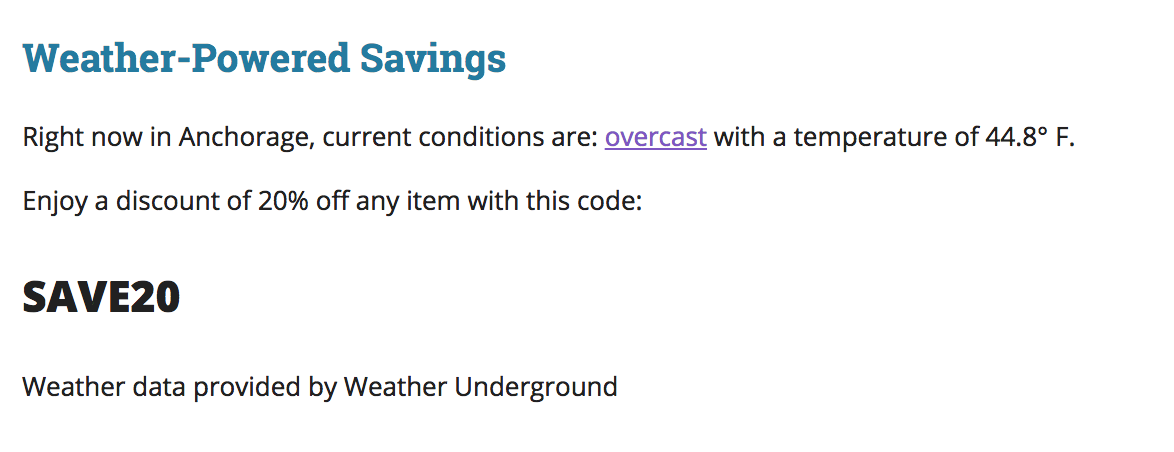 Weather-Powered Savings
Right now in Anchorage, current conditions are: overcast with a temperature of 44.8° F.
Enjoy a discount of 20% off any item with this code:
SAVE20
Weather data provided by Weather Underground